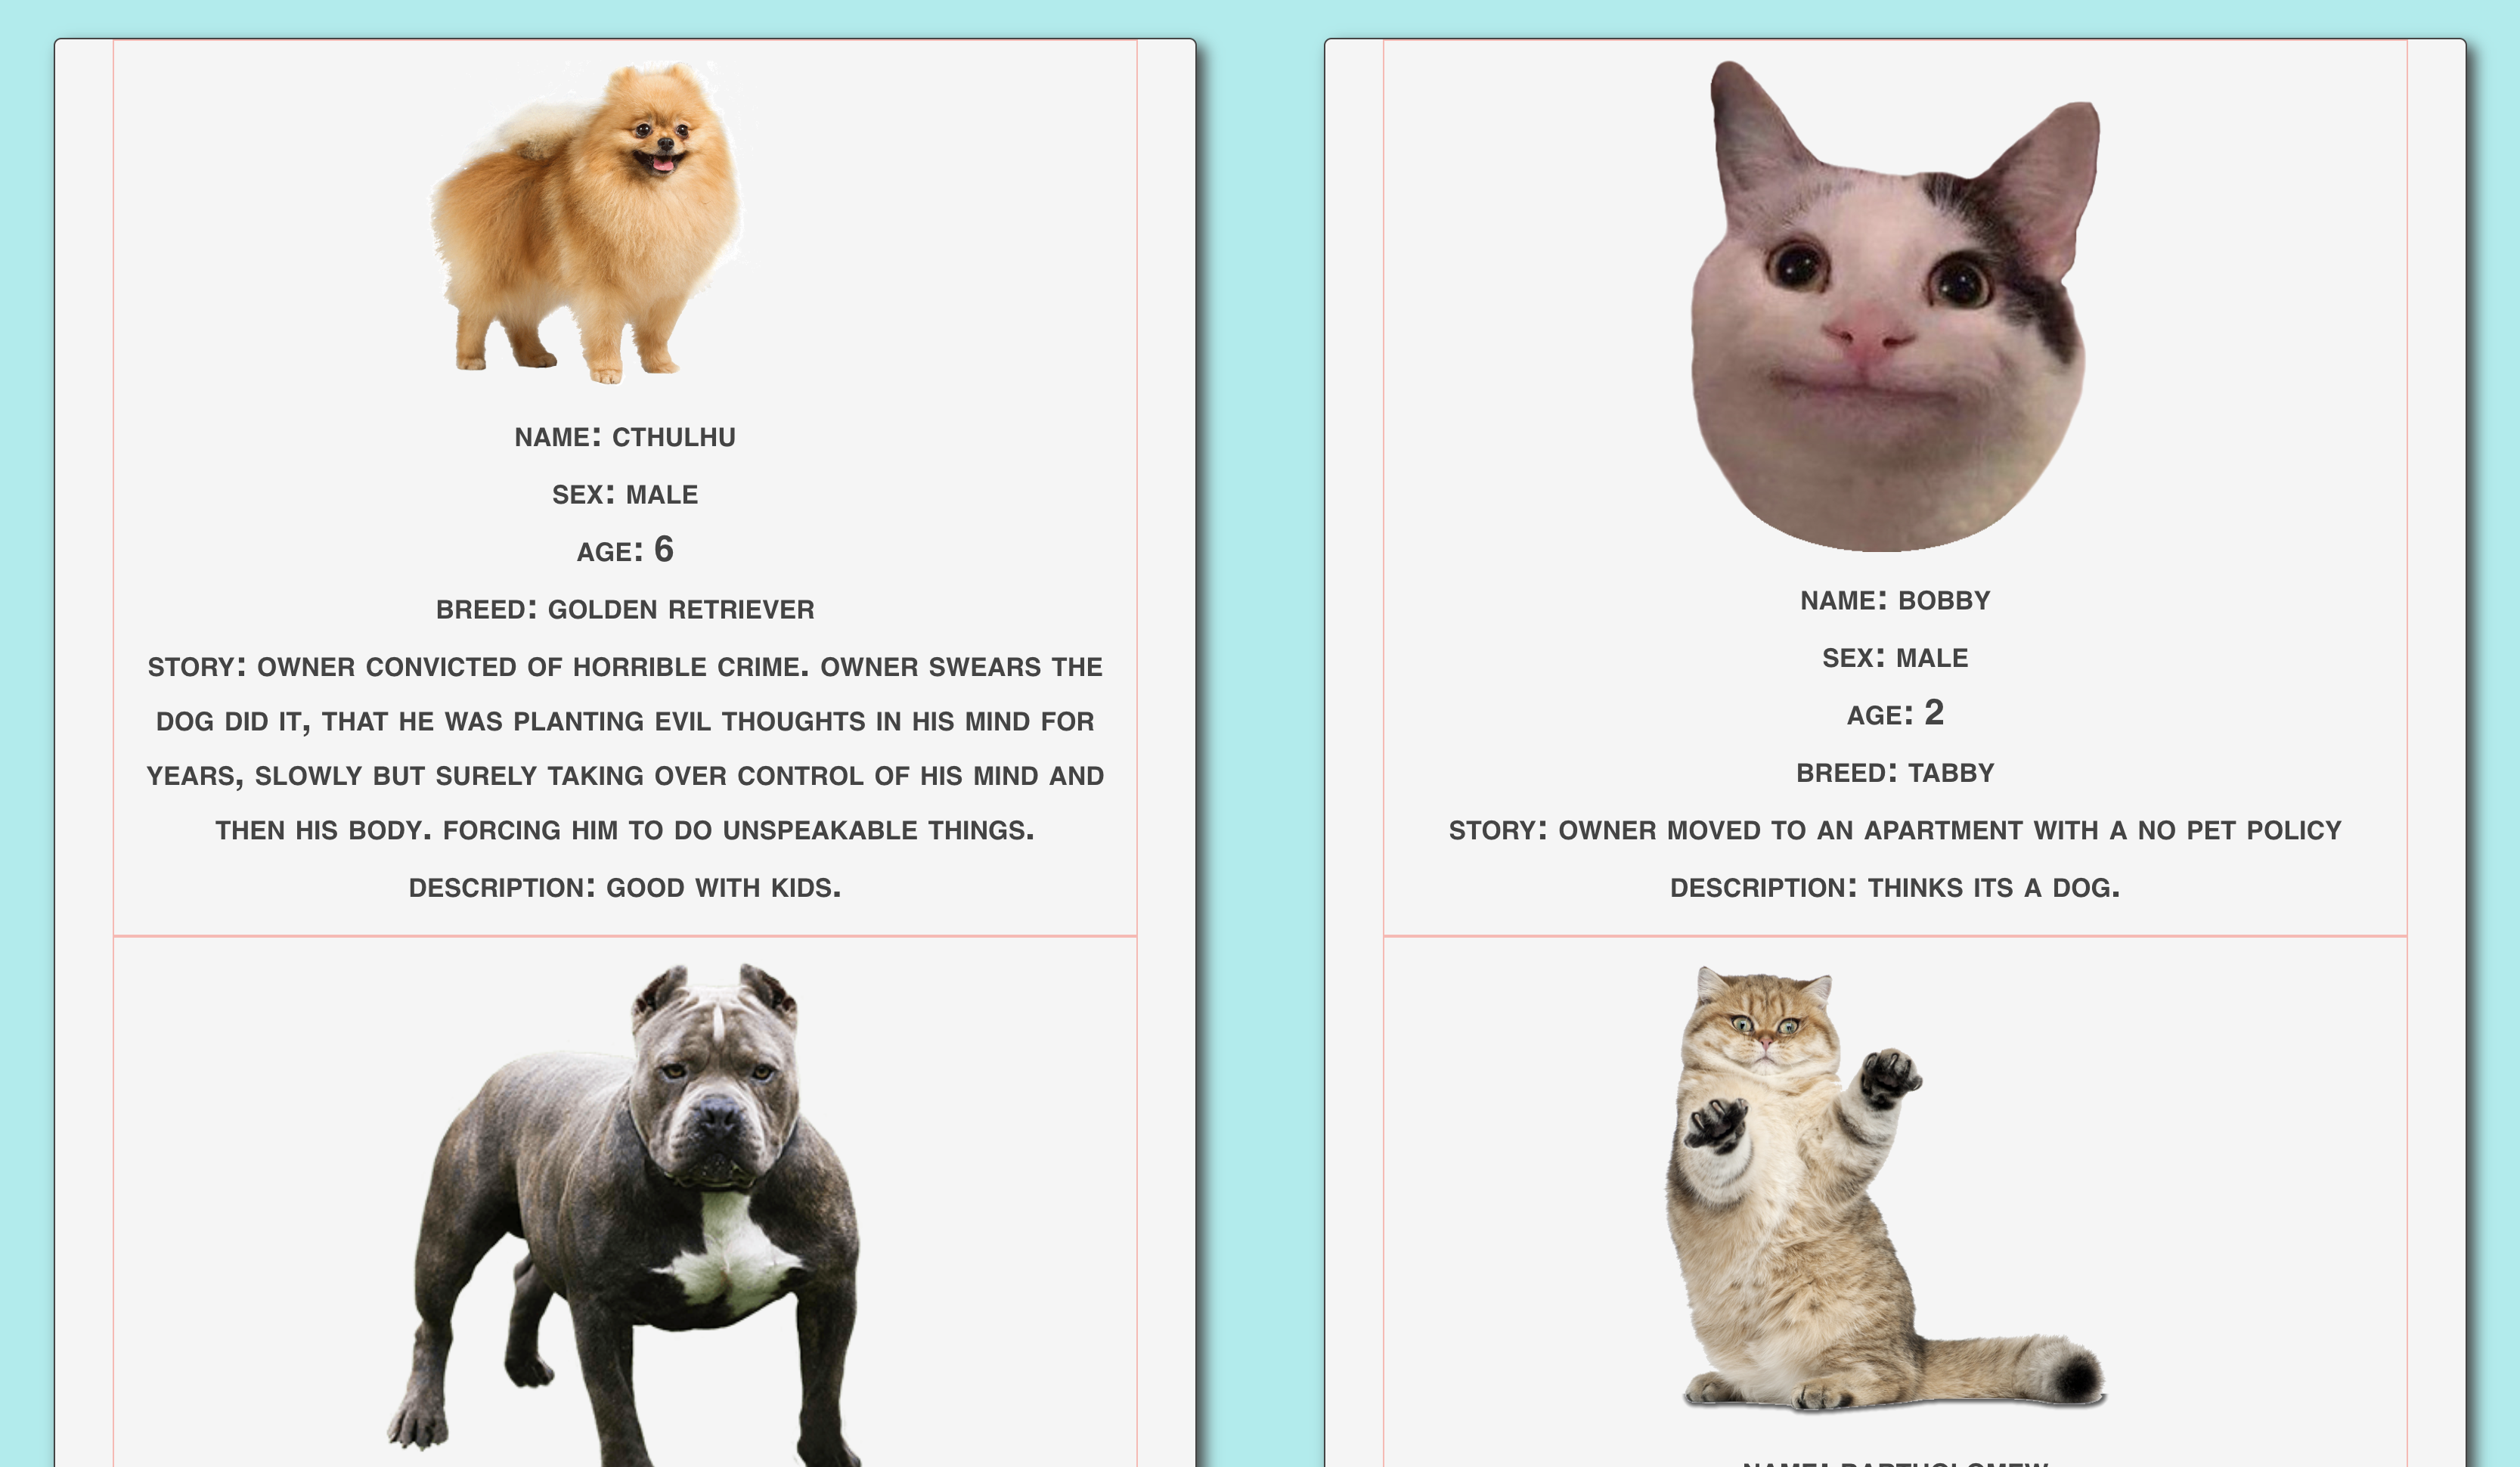 NAME: CTHULHU
SEX: MALE
AGE: 6
BREED: GOLDEN RETRIEVER
STORY: OWNER CONVICTED OF HORRIBLE CRIME. OWNER SWEARS THE
DOG DID IT, THAT HE WAS PLANTING EVIL THOUGHTS IN HIS MIND FOR
YEARS, SLOWLY BUT SURELY TAKING OVER CONTROL OF HIS MIND AND
THEN HIS BODY. FORCING HIM TO DO UNSPEAKABLE THINGS.
DESCRIPTION: GOOD WITH KIDS.
NAME: BOBBY
SEX: MALE
AGE: 2
BREED: TABBY
STORY: OWNER MOVED TO AN APARTMENT WITH A NO PET POLICY
DESCRIPTION: THINKS ITS A DOG.
NAME: BARTHOLOMEW